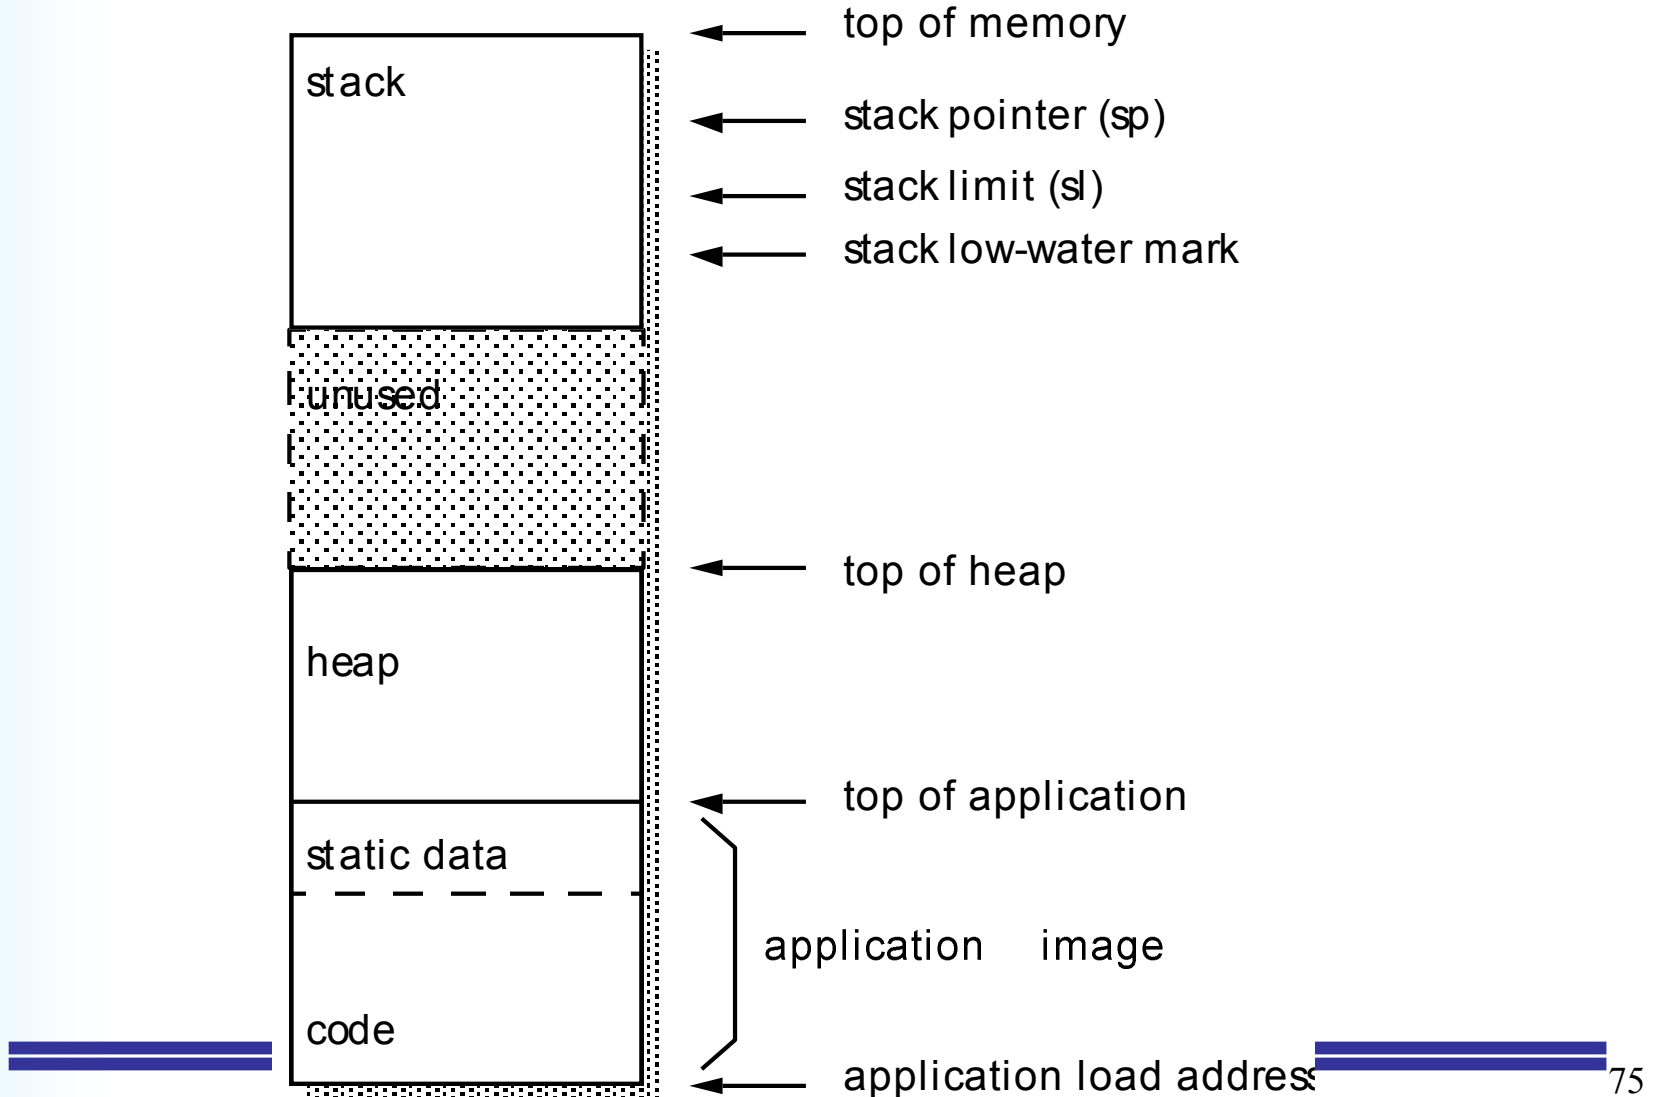 top of memory
stack
stack pointer (sp)
stack limit (sl)
stack low-water mark
unused
top of heap
heap
top of application
static data
application image
code
application load address
75